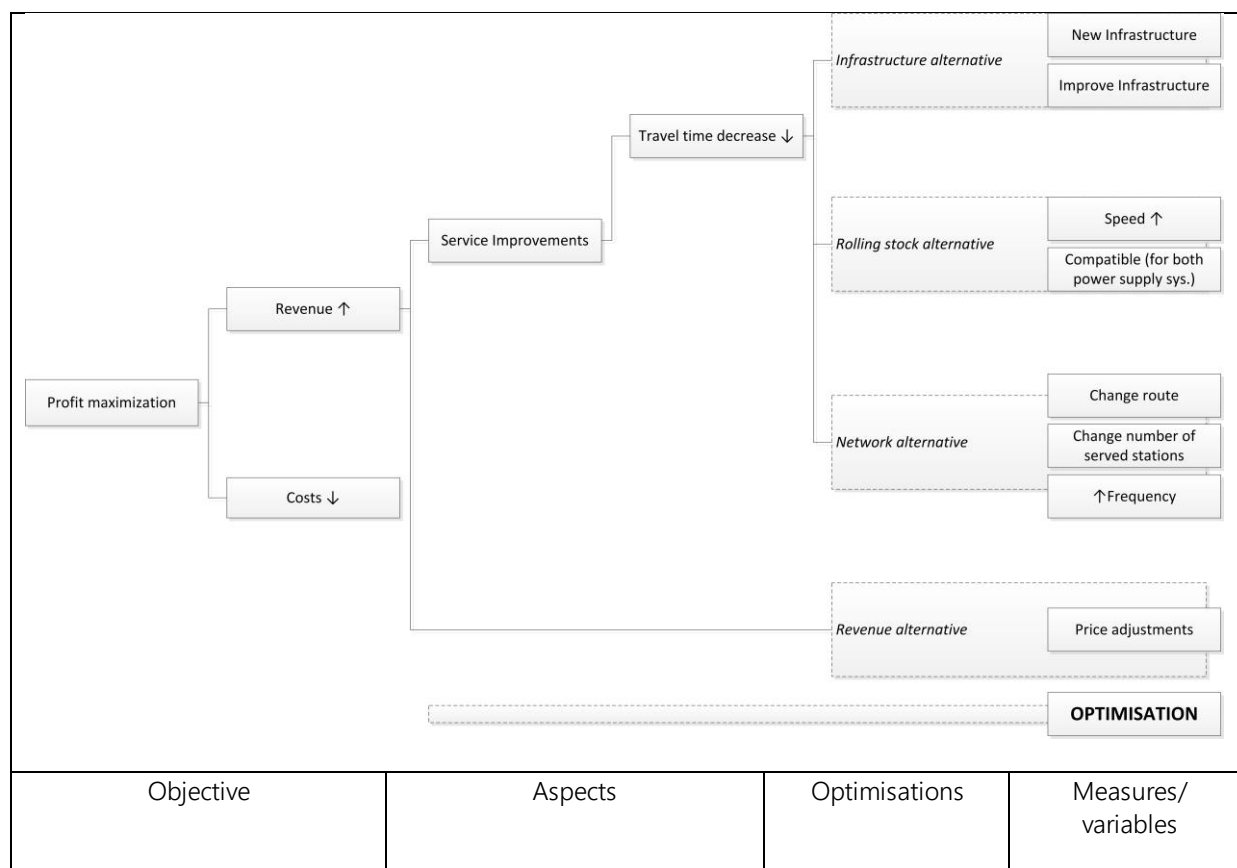 New Infrastructure
Infrastructure alternative
Improve Infrastructure
Travel time decrease ↓
Speed ↑
Service Improvements
Rolling stock alternative
Compatible (for both
power supply sys.)
Revenue ↑
Profit maximization
Change route
Network alternative
Change number of
served stations
Costs ↓
↑Frequency
Revenue alternative
Price adjustments
OPTIMISATION
Objective
Aspects
Optimisations
Measures/
variables